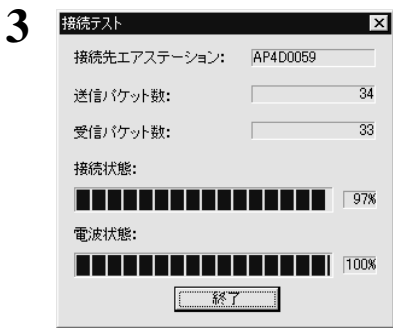 3
接続テスト
接続先エアステーション: AP4D0059
送信パケット数: 34
受信パケット数: 33
接続状態:
97%
電波状態:
100%
終了